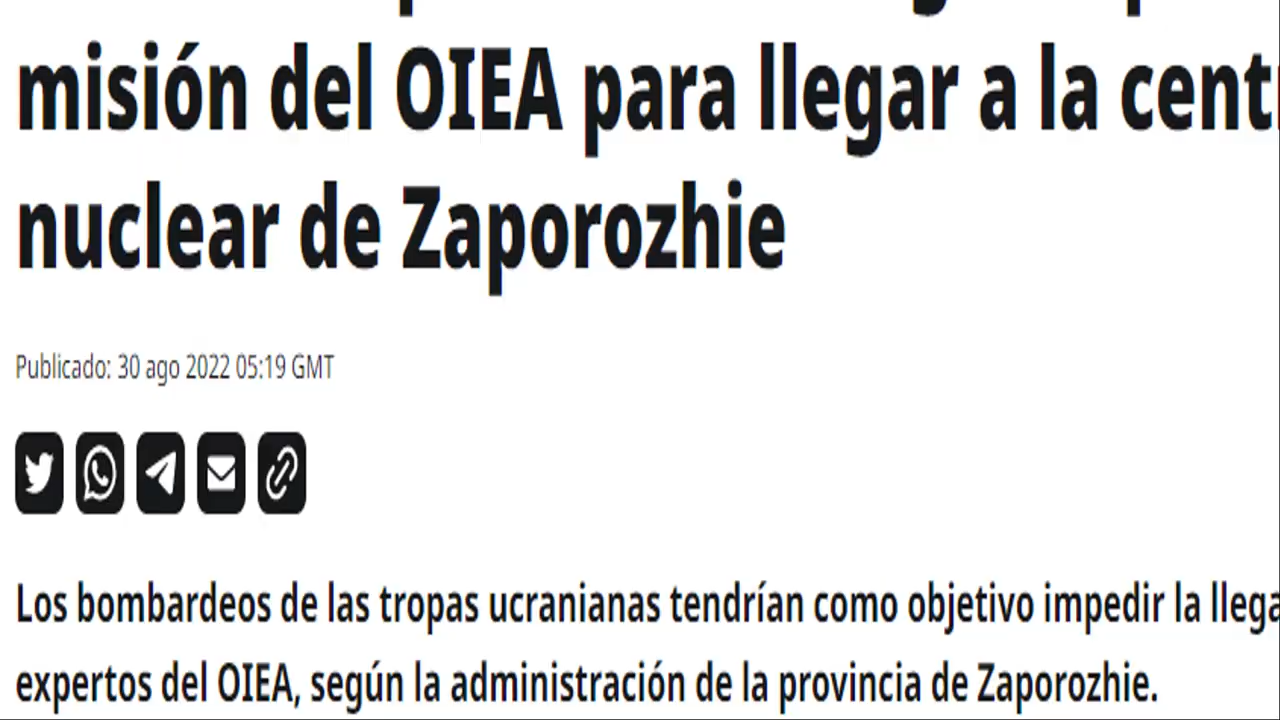 misión del OIEA para llegar a la cent
nuclear de Zaporozhie
Publicado: 30 ago 2022 05:19 GMT
Los bombardeos de las tropas ucranianas tendrían como objetivo impedir la llega
expertos del OIEA, según la administración de la provincia de Zaporozhie.